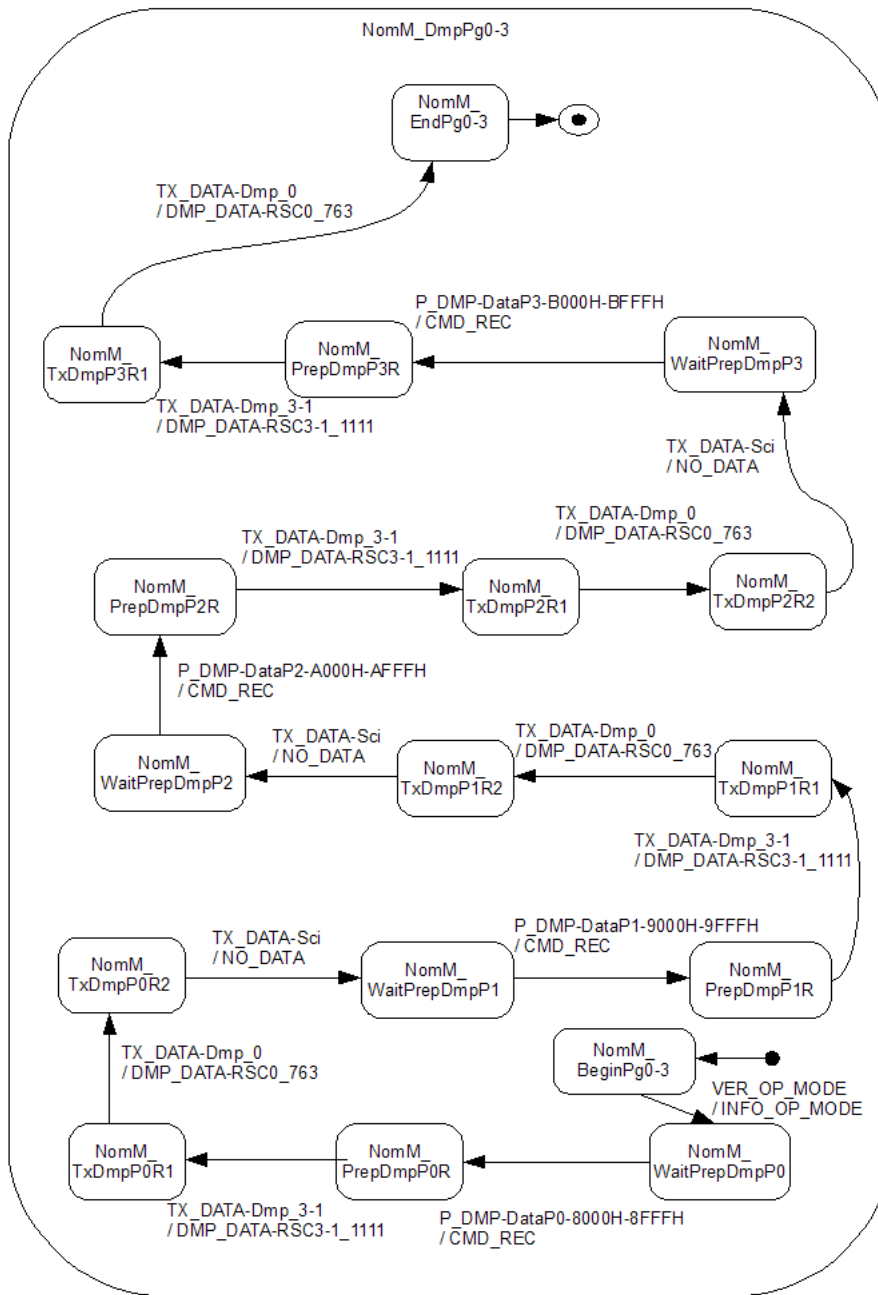 NomM_DmpPg0-3
NomM_
EndPg0-3
TX_DATA-Dmp_0
/ DMP_DATA-RSC0_763
P_DMP-DataP3-B000H-BFFFH
/ CMD_REC
NomM_
TxDmpP3R1
NomM_
PrepDmpP3R
NomM_
WaitPrepDmpP3
TX_DATA-Dmp_3-1
/ DMP_DATA-RSC3-1_1111
TX_DATA-Sci
/ NO_DATA
TX_DATA-Dmp_3-1
/ DMP_DATA-RSC3-1_1111
TX_DATA-Dmp_0
/ DMP_DATA-RSC0_763
NomM_
PrepDmpP2R
NomM_
TxDmpP2R1
NomM_
TxDmpP2R2
P_DMP-DataP2-A000H-AFFFH
/ CMD_REC
TX_DATA-Sci
/ NO_DATA
TX_DATA-Dmp_0
/ DMP_DATA-RSC0_763
NomM_
WaitPrepDmpP2
NomM_
TxDmpP1R2
NomM_
TxDmpP1R1
TX_DATA-Dmp_3-1
/ DMP_DATA-RSC3-1_1111
TX_DATA-Sci
/ NO_DATA
P_DMP-DataP1-9000H-9FFFH
/ CMD_REC
NomM_
TxDmpP0R2
NomM_
WaitPrepDmpP1
NomM_
PrepDmpP1R
TX_DATA-Dmp_0
/ DMP_DATA-RSC0_763
NomM_
BeginPg0-3
VER_OP_MODE
/ INFO_OP_MODE
NomM_
TxDmpP0R1
NomM_
PrepDmpP0R
NomM_
WaitPrepDmpP0
TX_DATA-Dmp_3-1
/ DMP_DATA-RSC3-1_1111
P_DMP-DataP0-8000H-8FFFH
/ CMD_REC